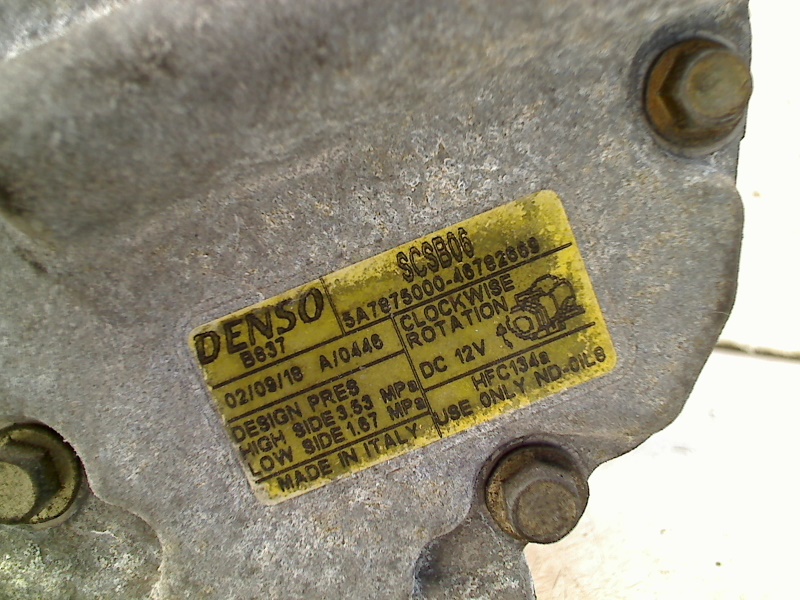 DENSO
SCSB06
5A7875000-46782669
B637
02/09/16 A/0446
CLOCKWISE
ROTATION
DESIGN PRES
HIGH SIDE 3.53 MPa
LOW SIDE 1.67 MPa
DC 12V
HFC134a
MADE IN ITALY
USE ONLY ND-OIL8